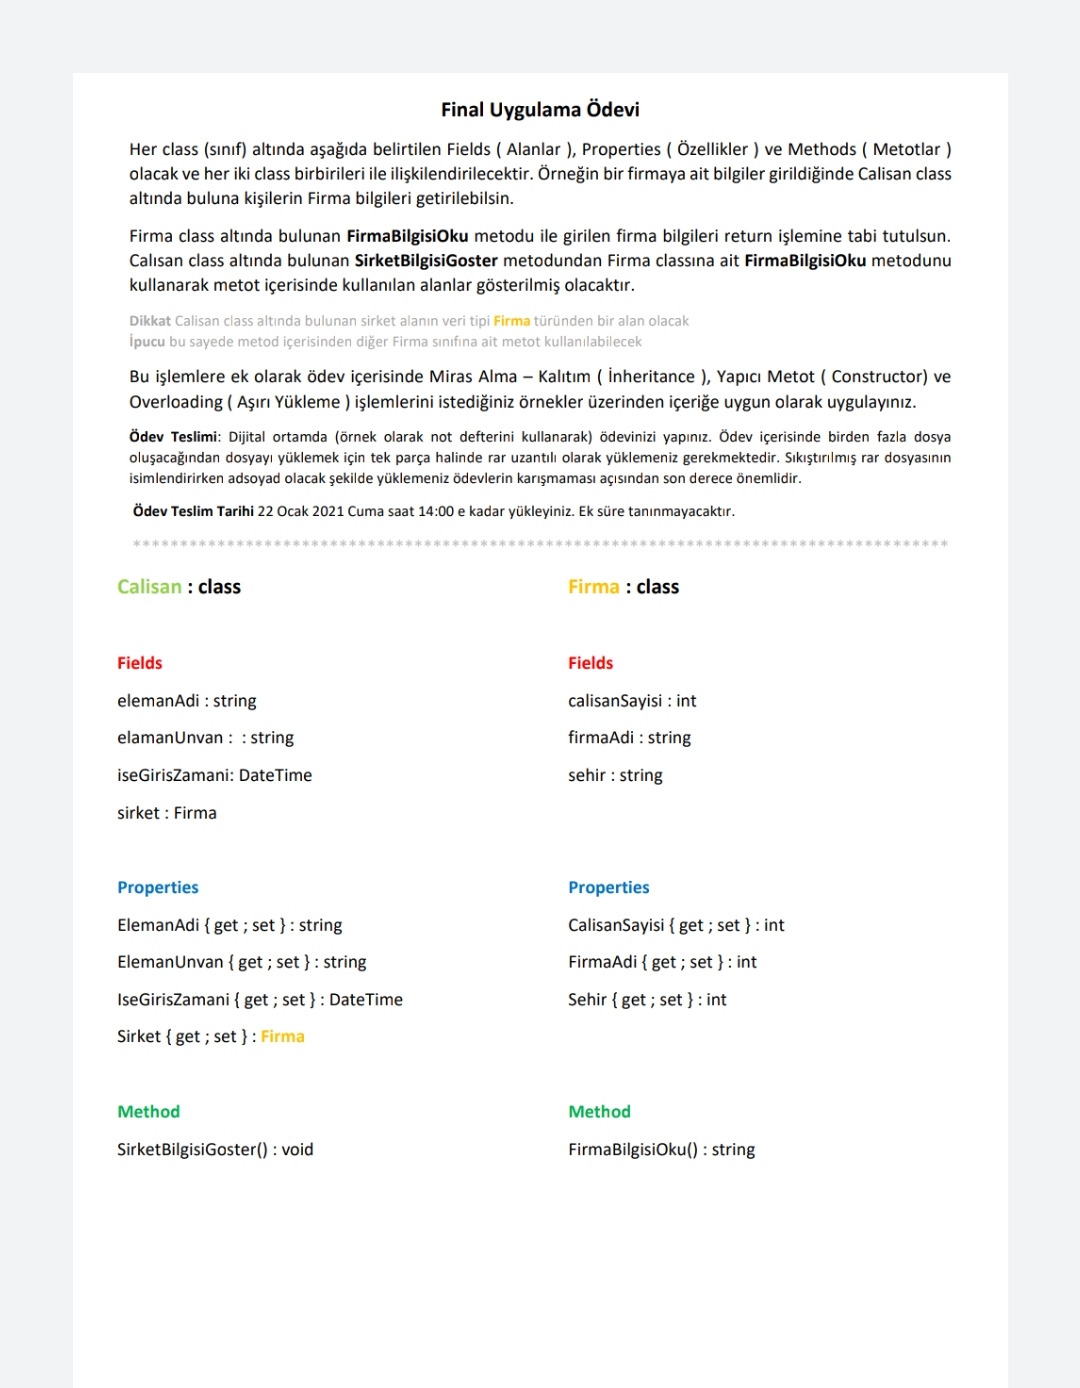 Final Uygulama Ödevi
Her class (sınıf) altında aşağıda belirtilen Fields ( Alanlar ), Properties ( Özellikler ) ve Methods ( Metotlar )
olacak ve her iki class birbirileri ile ilişkilendirilecektir. Örneğin bir firmaya ait bilgiler girildiğinde Calisan class
altında buluna kişilerin Firma bilgileri getirilebilsin.
Firma class altında bulunan FirmaBilgisiOku metodu ile girilen firma bilgileri return işlemine tabi tutulsun.
Calısan class altında bulunan SirketBilgisiGoster metodundan Firma classına ait FirmaBilgisiOku metodunu
kullanarak metot içerisinde kullanılan alanlar gösterilmiş olacaktır.
Dikkat Calisan class altında bulunan sirket alanın veri tipi Firma türünden bir alan olacak
İpucu bu sayede metod içerisinden diğer Firma sınıfına ait metot kullanılabilecek
Bu işlemlere ek olarak ödev içerisinde Miras Alma – Kalıtım ( İnheritance ), Yapıcı Metot ( Constructor) ve
Overloading ( Aşırı Yükleme ) işlemlerini istediğiniz örnekler üzerinden içeriğe uygun olarak uygulayınız.
Ödev Teslimi: Dijital ortamda (örnek olarak not defterini kullanarak) ödevinizi yapınız. Ödev içerisinde birden fazla dosya
oluşacağından dosyayı yüklemek için tek parça halinde rar uzantılı olarak yüklemeniz gerekmektedir. Sıkıştırılmış rar dosyasının
isimlendirirken adsoyad olacak şekilde yüklemeniz ödevlerin karışmaması açısından son derece önemlidir.
Ödev Teslim Tarihi 22 Ocak 2021 Cuma saat 14:00 e kadar yükleyiniz. Ek süre tanınmayacaktır.
****************************************************************************************
Calisan : class
Firma : class
Fields
Fields
elemanAdi : string
calisanSayisi : int
elamanUnvan : : string
firmaAdi : string
iseGirisZamani: DateTime
sehir : string
sirket : Firma
Properties
Properties
ElemanAdi { get ; set } : string
CalisanSayisi { get ; set } : int
ElemanUnvan { get ; set } : string
FirmaAdi { get ; set } : int
IseGirisZamani { get ; set } : DateTime
Sehir { get ; set } : int
Sirket { get ; set } : Firma
Method
Method
SirketBilgisiGoster() : void
FirmaBilgisiOku() : string